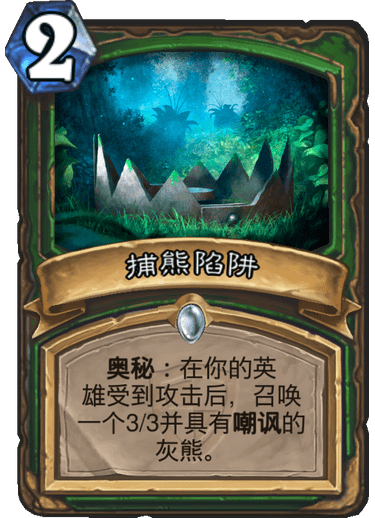 2
捕熊陷阱
奥秘：在你的英
雄受到攻击后，召唤
一个3/3并具有嘲讽的
灰熊。